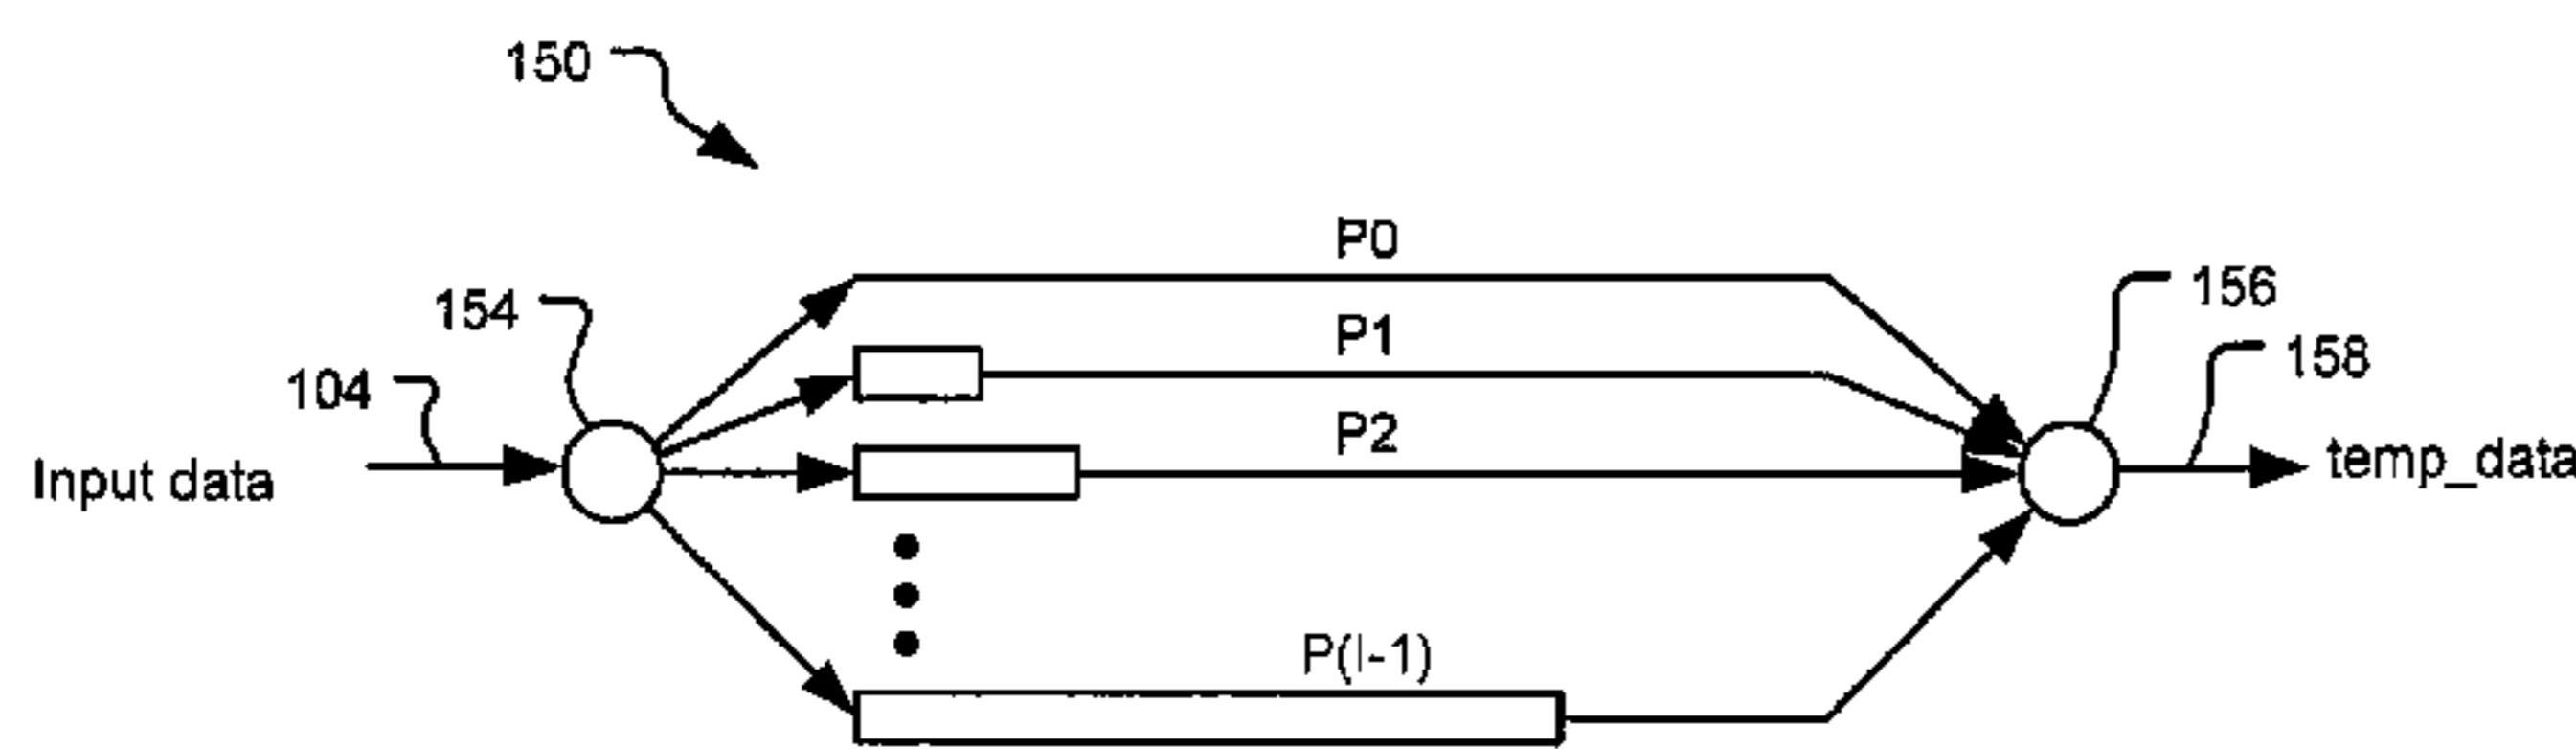 150
P0
154
156
P1
158
104
P2
Input data
temp_data
P(I-1)